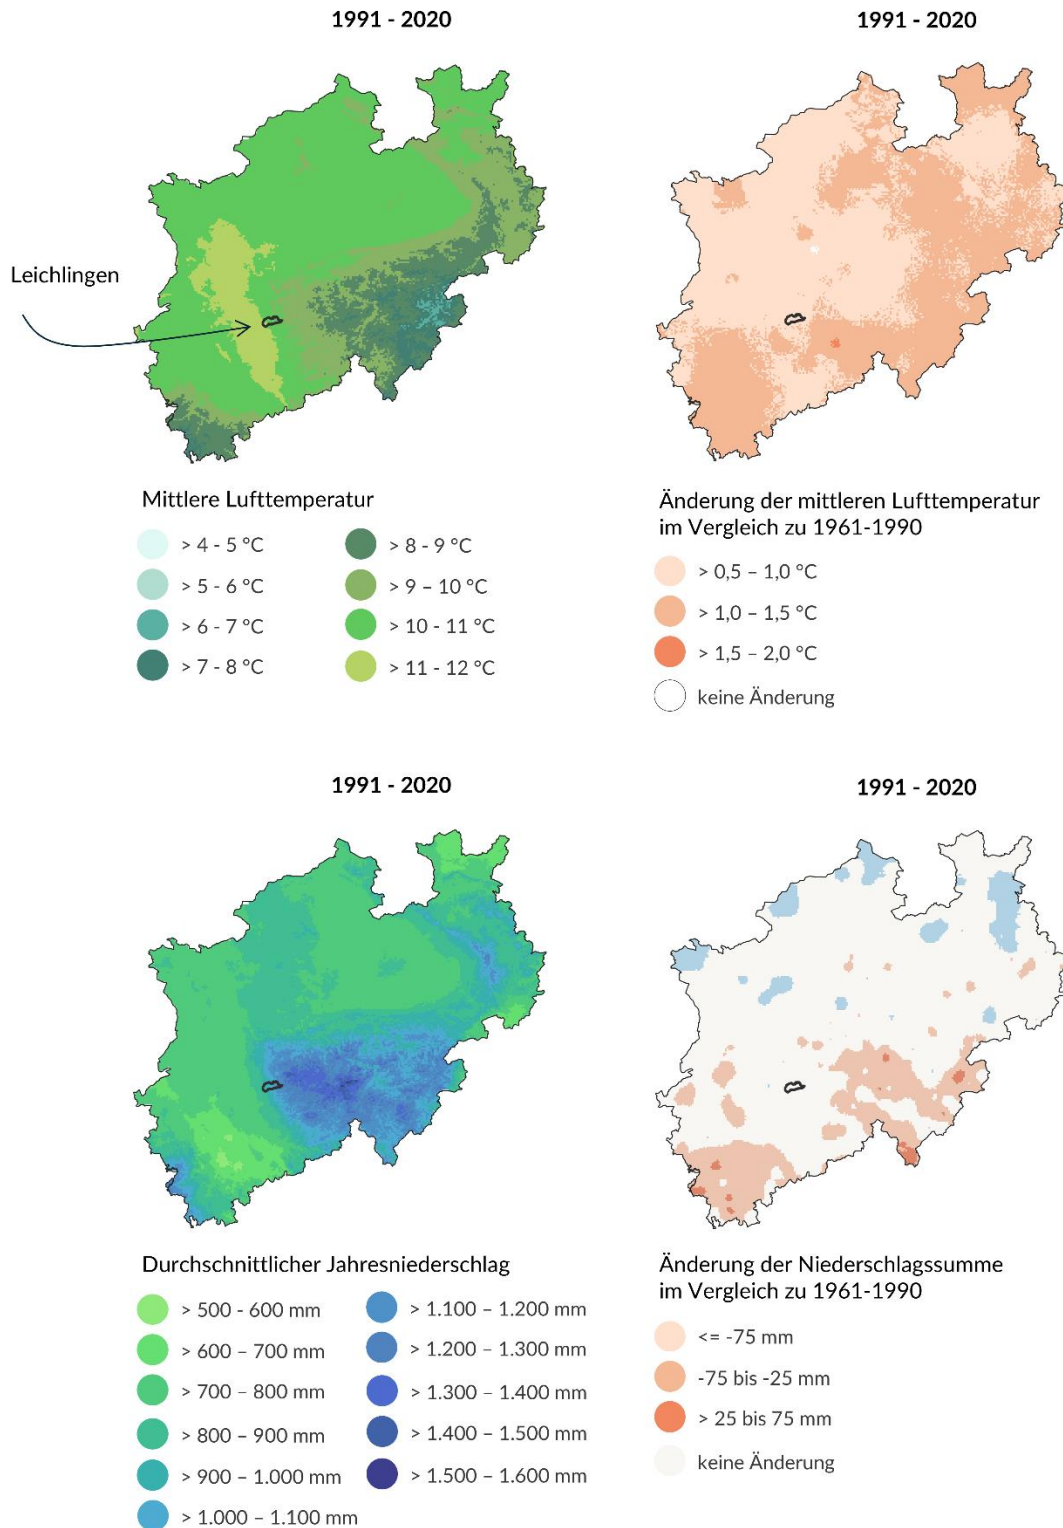 1991 - 2020
1991 - 2020
Leichlingen
Mittlere Lufttemperatur
> 4 - 5 °C
> 5 - 6 °C
> 6 - 7 °C
> 7 - 8 °C
> 8 - 9 °C
> 9 – 10 °C
> 10 - 11 °C
> 11 - 12 °C
Änderung der mittleren Lufttemperatur
im Vergleich zu 1961-1990
> 0,5 – 1,0 °C
> 1,0 – 1,5 °C
> 1,5 – 2,0 °C
keine Änderung
1991 - 2020
1991 - 2020
Durchschnittlicher Jahresniederschlag
> 500 - 600 mm
> 600 – 700 mm
> 700 – 800 mm
> 800 – 900 mm
> 900 – 1.000 mm
> 1.000 – 1.100 mm
> 1.100 – 1.200 mm
> 1.200 – 1.300 mm
> 1.300 – 1.400 mm
> 1.400 – 1.500 mm
> 1.500 – 1.600 mm
Änderung der Niederschlagssumme
im Vergleich zu 1961-1990
<= -75 mm
-75 bis -25 mm
> 25 bis 75 mm
keine Änderung